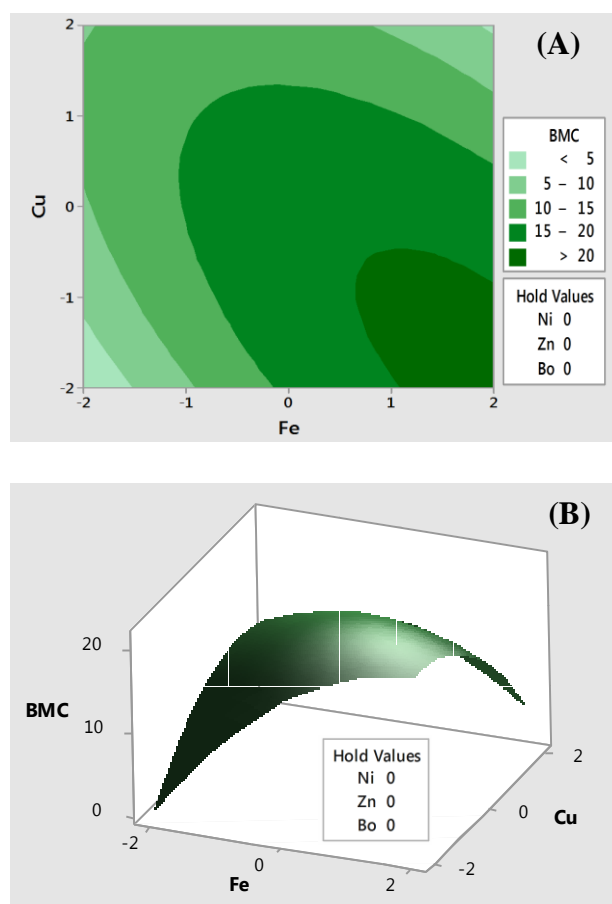 (A)
2
1
0
-1
-2
Cu
-2
-1
0
1
2
Fe
BMC
< 5
5 – 10
10 – 15
15 – 20
> 20
Hold Values
Ni 0
Zn 0
Bo 0
(B)
20
10
0
BMC
Hold Values
Ni 0
Zn 0
Bo 0
-2
0
2
Fe
-2
0
2
Cu